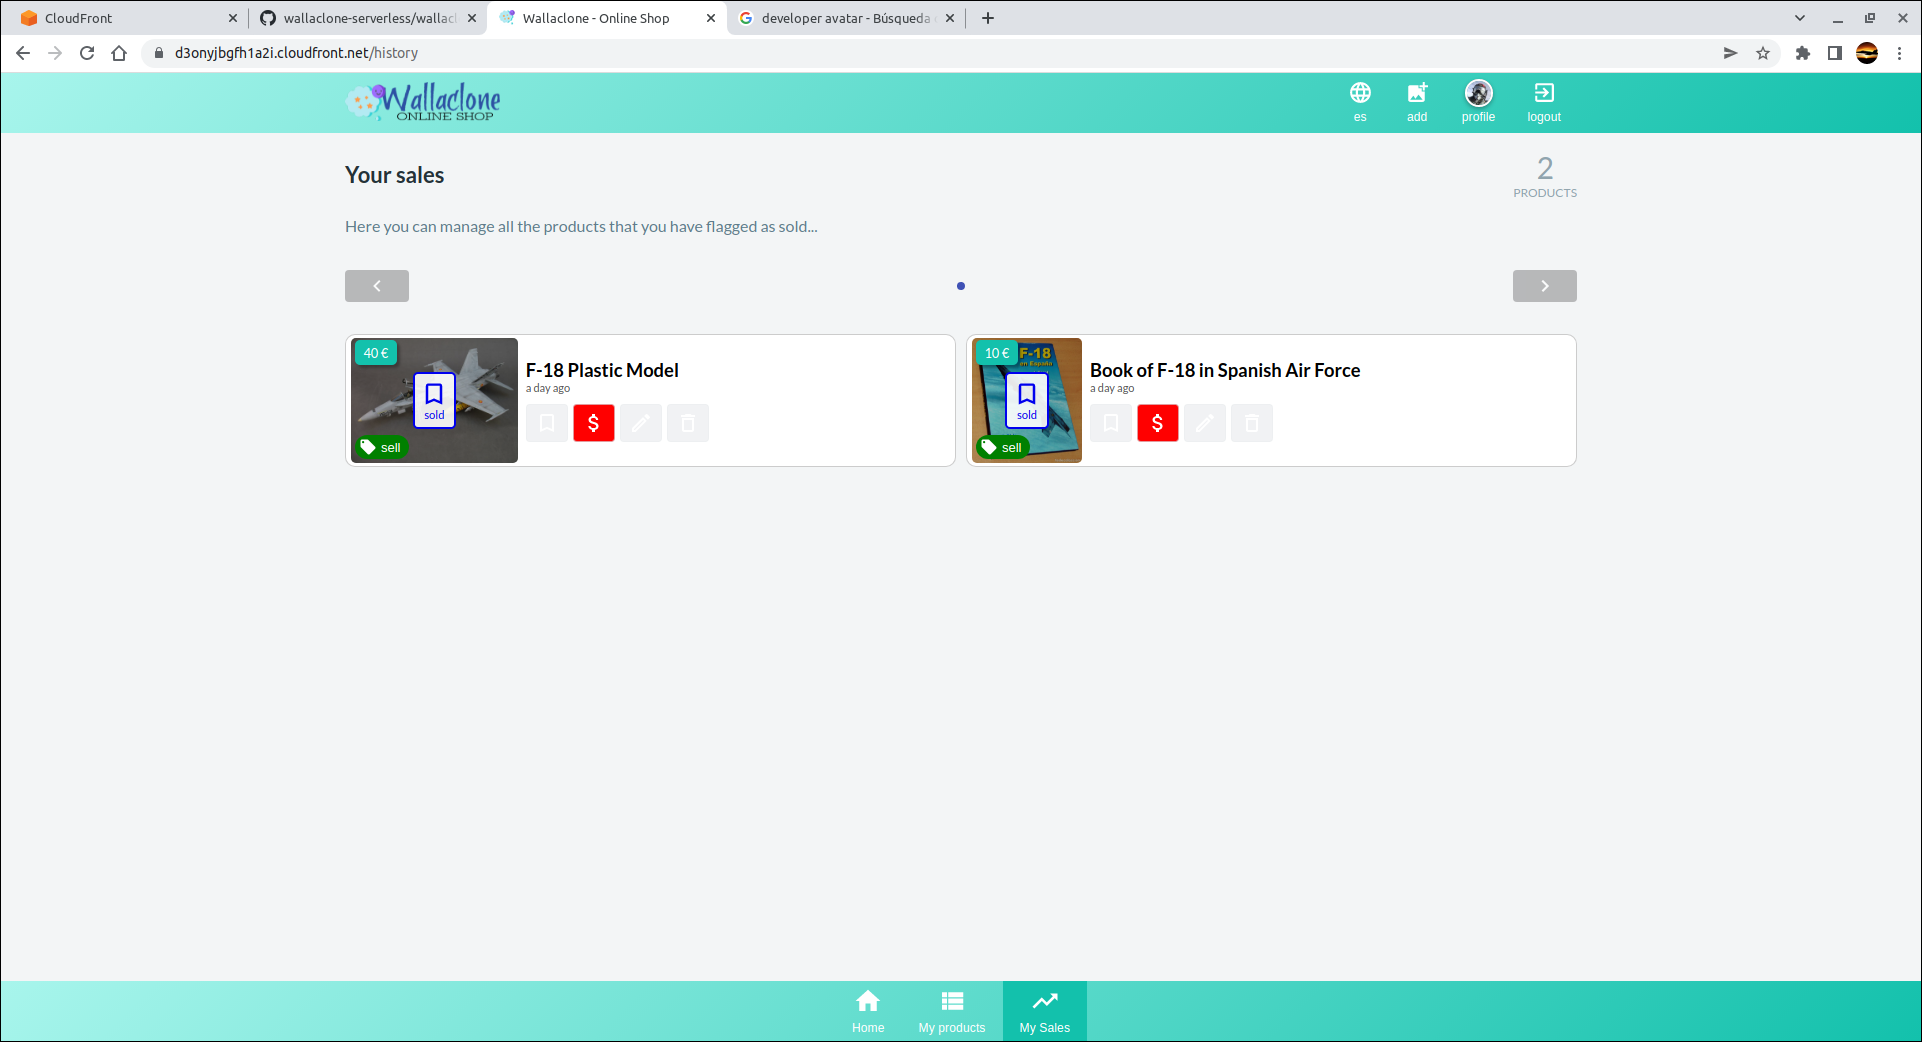 CloudFront
wallaclone-serverless/wallac
Wallaclone - Online Shop
developer avatar - Búsqueda
d3onyjbgfh1a2i.cloudfront.net/history
Wallaclone
ONLINE SHOP
es
add
profile
logout
Your sales
2
PRODUCTS
Here you can manage all the products that you have flagged as sold...
40 €
sold
sell
F-18 Plastic Model
a day ago
10 €
F-18
en España
sold
sell
Book of F-18 in Spanish Air Force
a day ago
Home
My products
My Sales